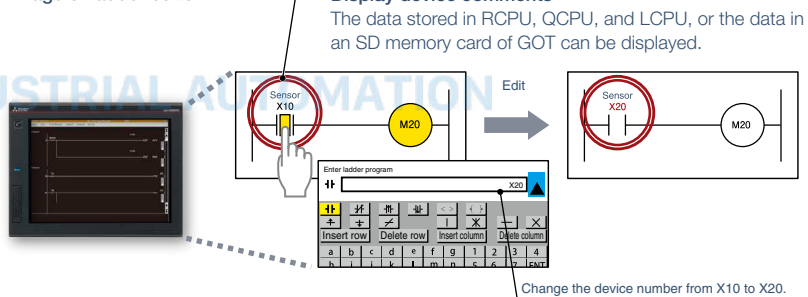 Display device comments
The data stored in RCPU, QCPU, and LCPU, or the data in
an SD memory card of GOT can be displayed.
INDUSTRIAL AUTOMATION
Sensor
X10
M20
Edit
Sensor
X20
M20
Enter ladder program
X20
Insert row Delete row Insert column Delete column
a b c d e f g 1 2 3 4
h i j k l m n 5 6 7 ENT
Change the device number from X10 to X20.